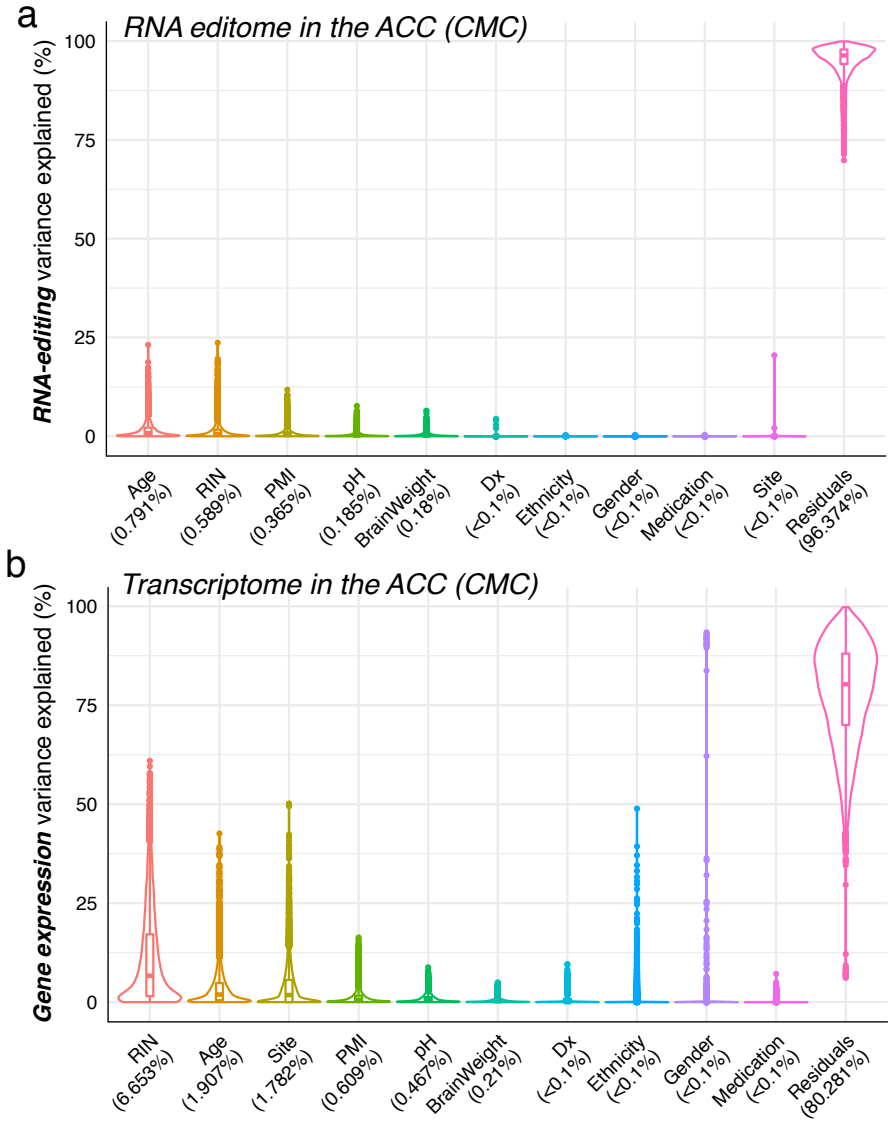 a
RNA editome in the ACC (CMC)
RNA-editing variance explained (%)
100
75
50
25
0
Age
(0.791%)
RIN
(0.589%)
PMI
(0.365%)
pH
(0.185%)
BrainWeight
(0.18%)
Dx
(<0.1%)
Ethnicity
(<0.1%)
Gender
(<0.1%)
Medication
(<0.1%)
Site
(<0.1%)
Residuals
(96.374%)
b
Transcriptome in the ACC (CMC)
Gene expression variance explained (%)
100
75
50
25
0
RIN
(6.653%)
Age
(1.907%)
Site
(1.782%)
PMI
(0.609%)
pH
(0.467%)
BrainWeight
(0.21%)
Dx
(<0.1%)
Ethnicity
(<0.1%)
Gender
(<0.1%)
Medication
(<0.1%)
Residuals
(80.281%)